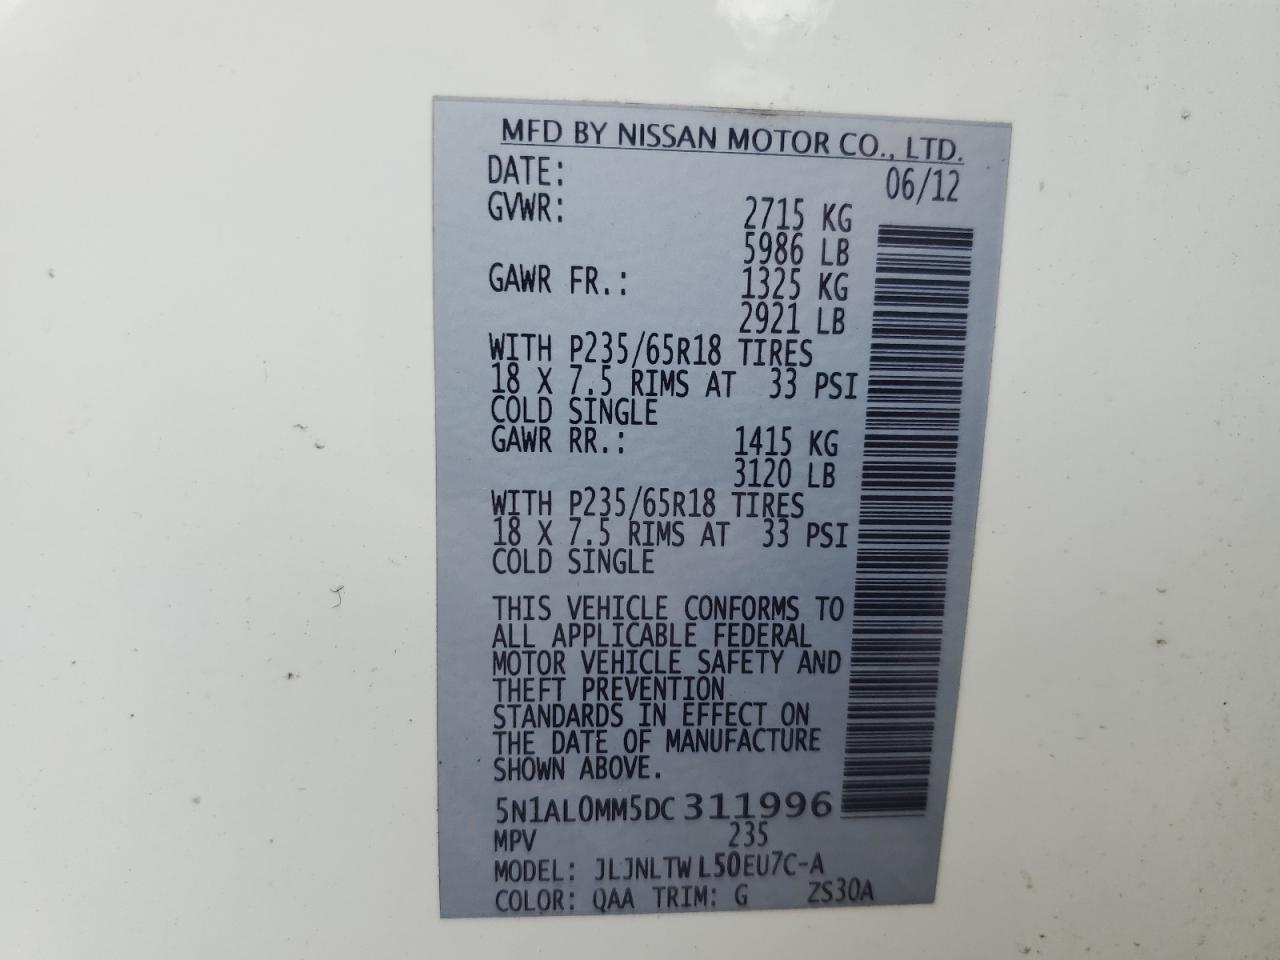 MFD BY NISSAN MOTOR CO., LTD.
DATE: 06/12
GVWR: 2715 KG
5986 LB
GAWR FR.: 1325 KG
2921 LB
WITH P235/65R18 TIRES
18 X 7.5 RIMS AT 33 PSI
COLD SINGLE
GAWR RR.: 1415 KG
3120 LB
WITH P235/65R18 TIRES
18 X 7.5 RIMS AT 33 PSI
COLD SINGLE
THIS VEHICLE CONFORMS TO
ALL APPLICABLE FEDERAL
MOTOR VEHICLE SAFETY AND
THEFT PREVENTION
STANDARDS IN EFFECT ON
THE DATE OF MANUFACTURE
SHOWN ABOVE.
5N1AL0MM5DC311996
MPV 235
MODEL: JLJNLTWL50EU7C-A
COLOR: QAA TRIM: G ZS30A